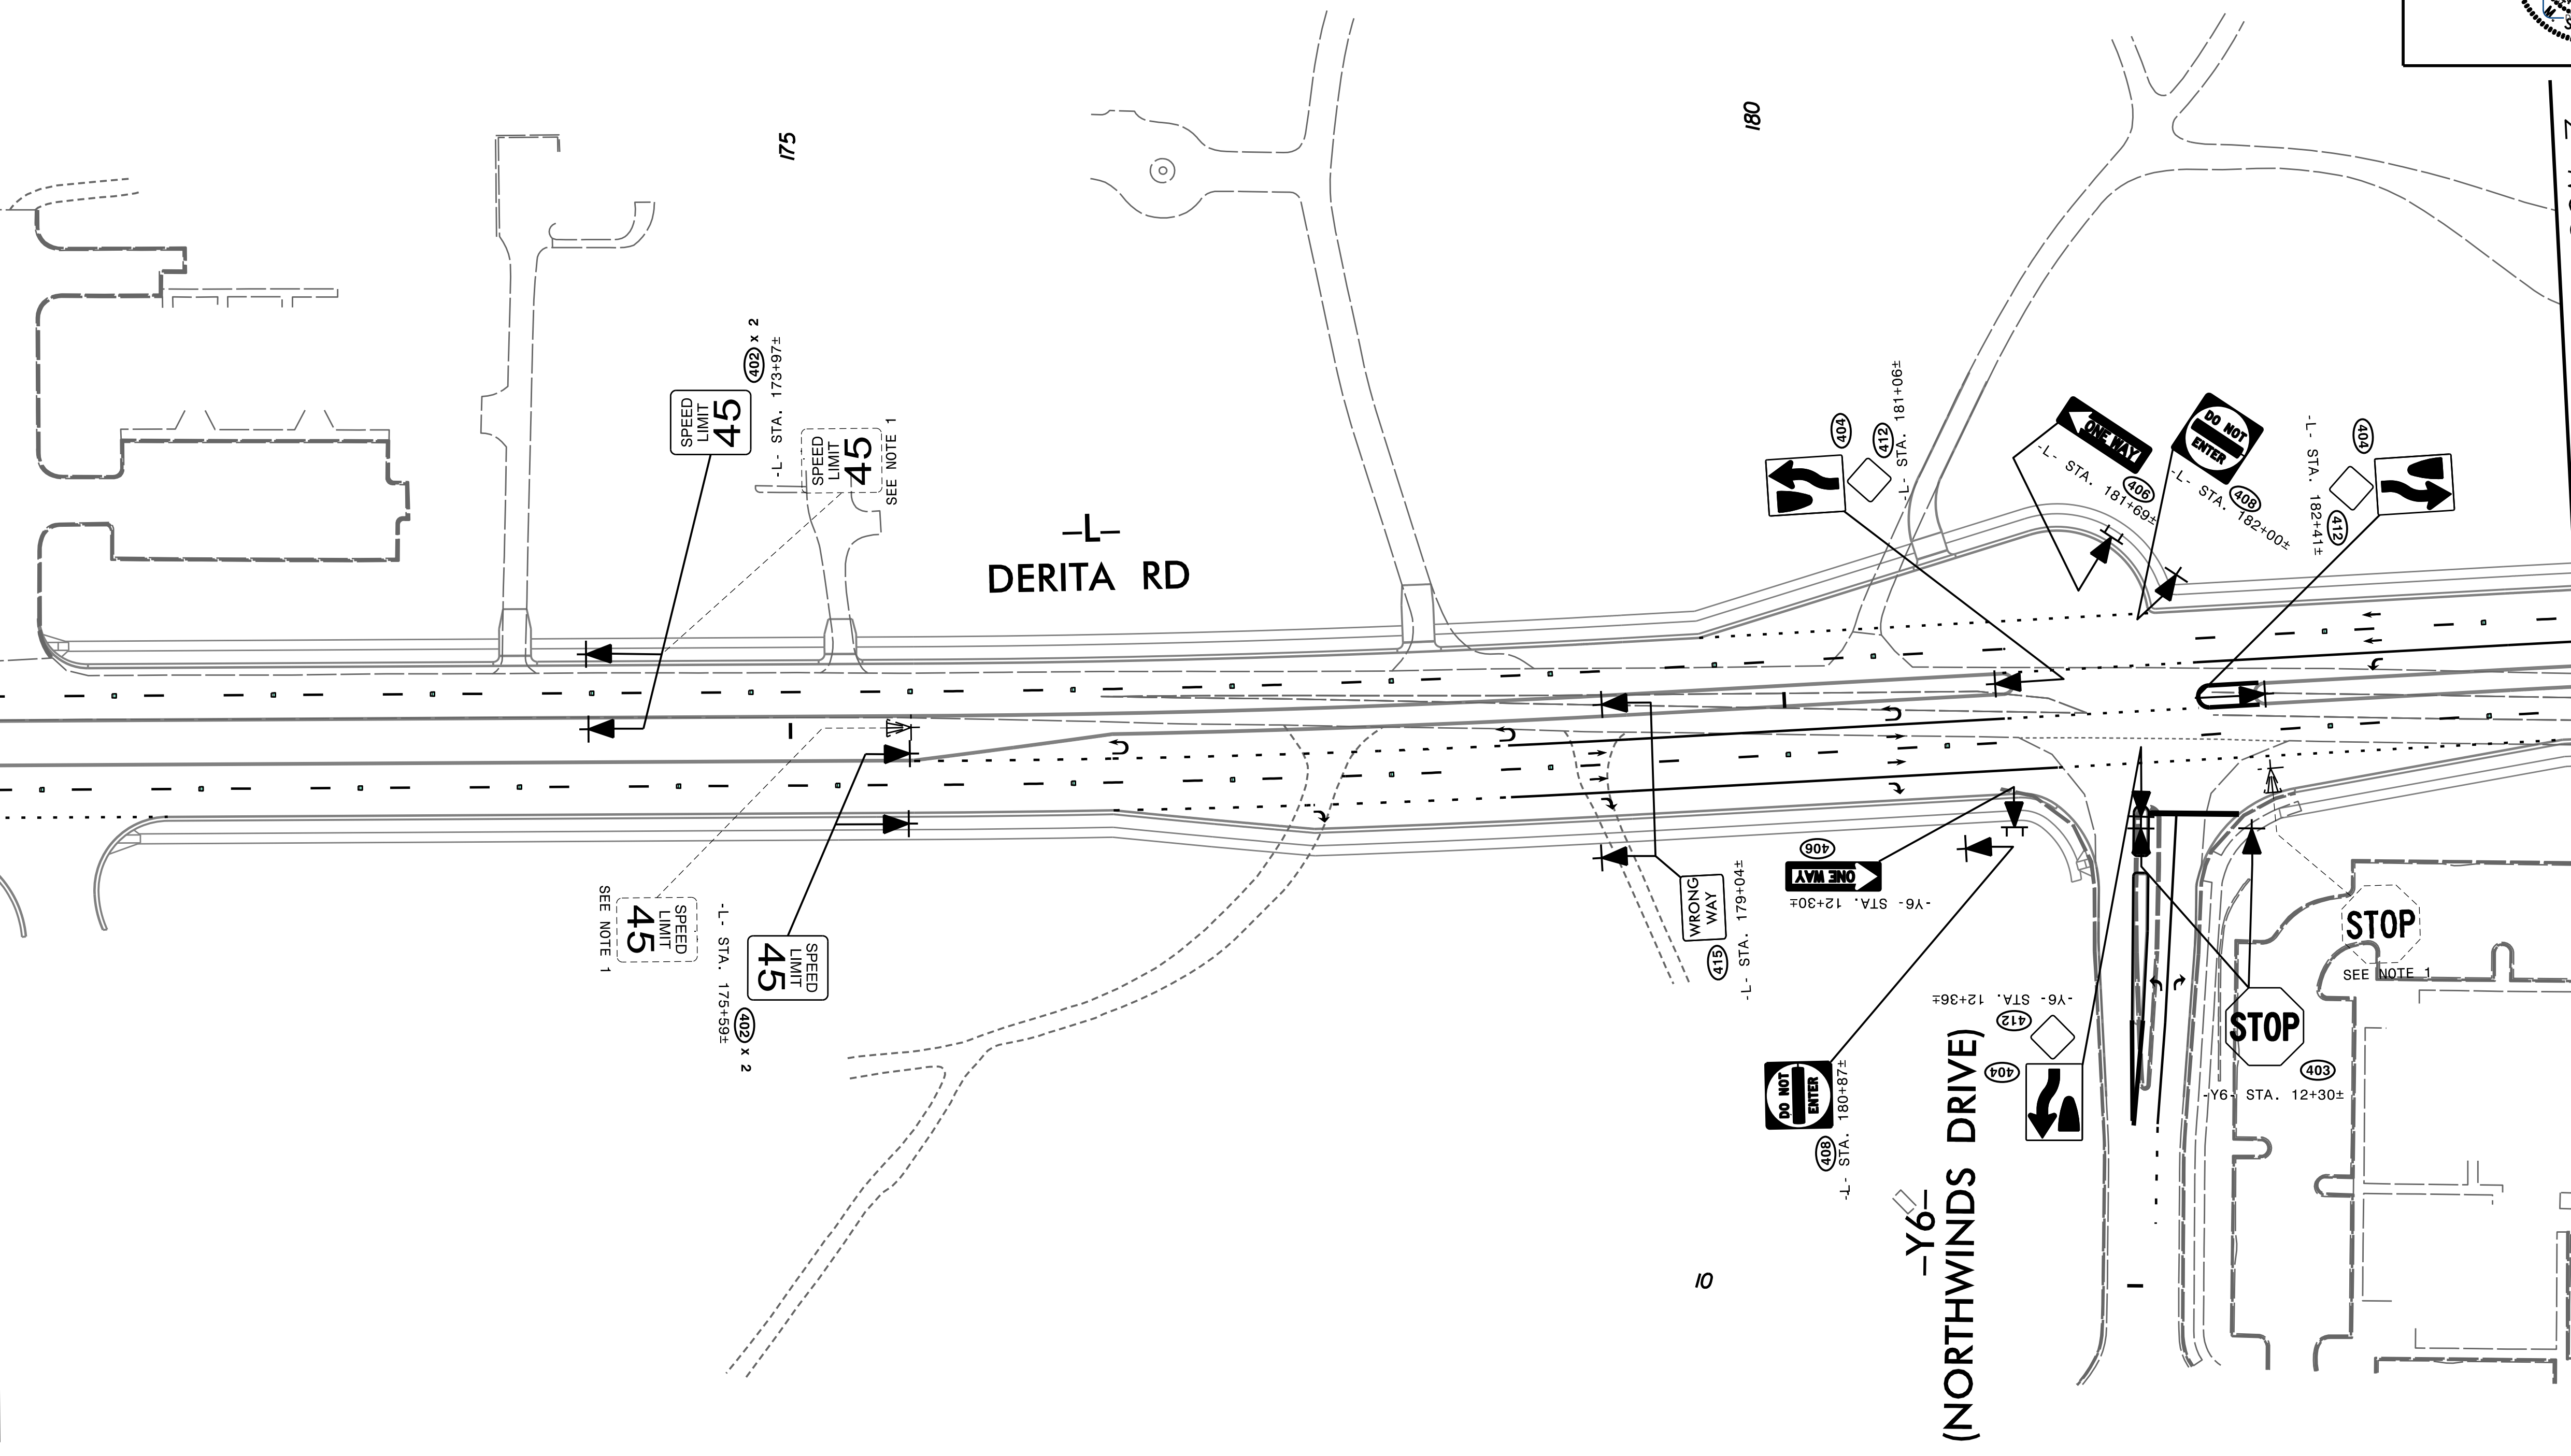 175
180
402 x 2
-L- STA. 173+97±
SPEED
LIMIT
45
SPEED
LIMIT
45
SEE NOTE 1
-L-
DERITA RD
404
412
-L- STA. 181+06±
ONE WAY
406
-L- STA. 181+69±
DO NOT
ENTER
408
-L- STA. 182+00±
404
412
-L- STA. 182+41±
SPEED
LIMIT
45
SEE NOTE 1
SPEED
LIMIT
45
-L- STA. 175+59±
402 x 2
WRONG
WAY
415
-L- STA. 179+04±
406
ONE WAY
-Y6- STA. 12+30±
DO NOT
ENTER
408
-L- STA. 180+87±
-Y6- STA. 12+36±
412
404
STOP
SEE NOTE 1
STOP
403
-Y6- STA. 12+30±
10
-Y6-
(NORTHWINDS DRIVE)